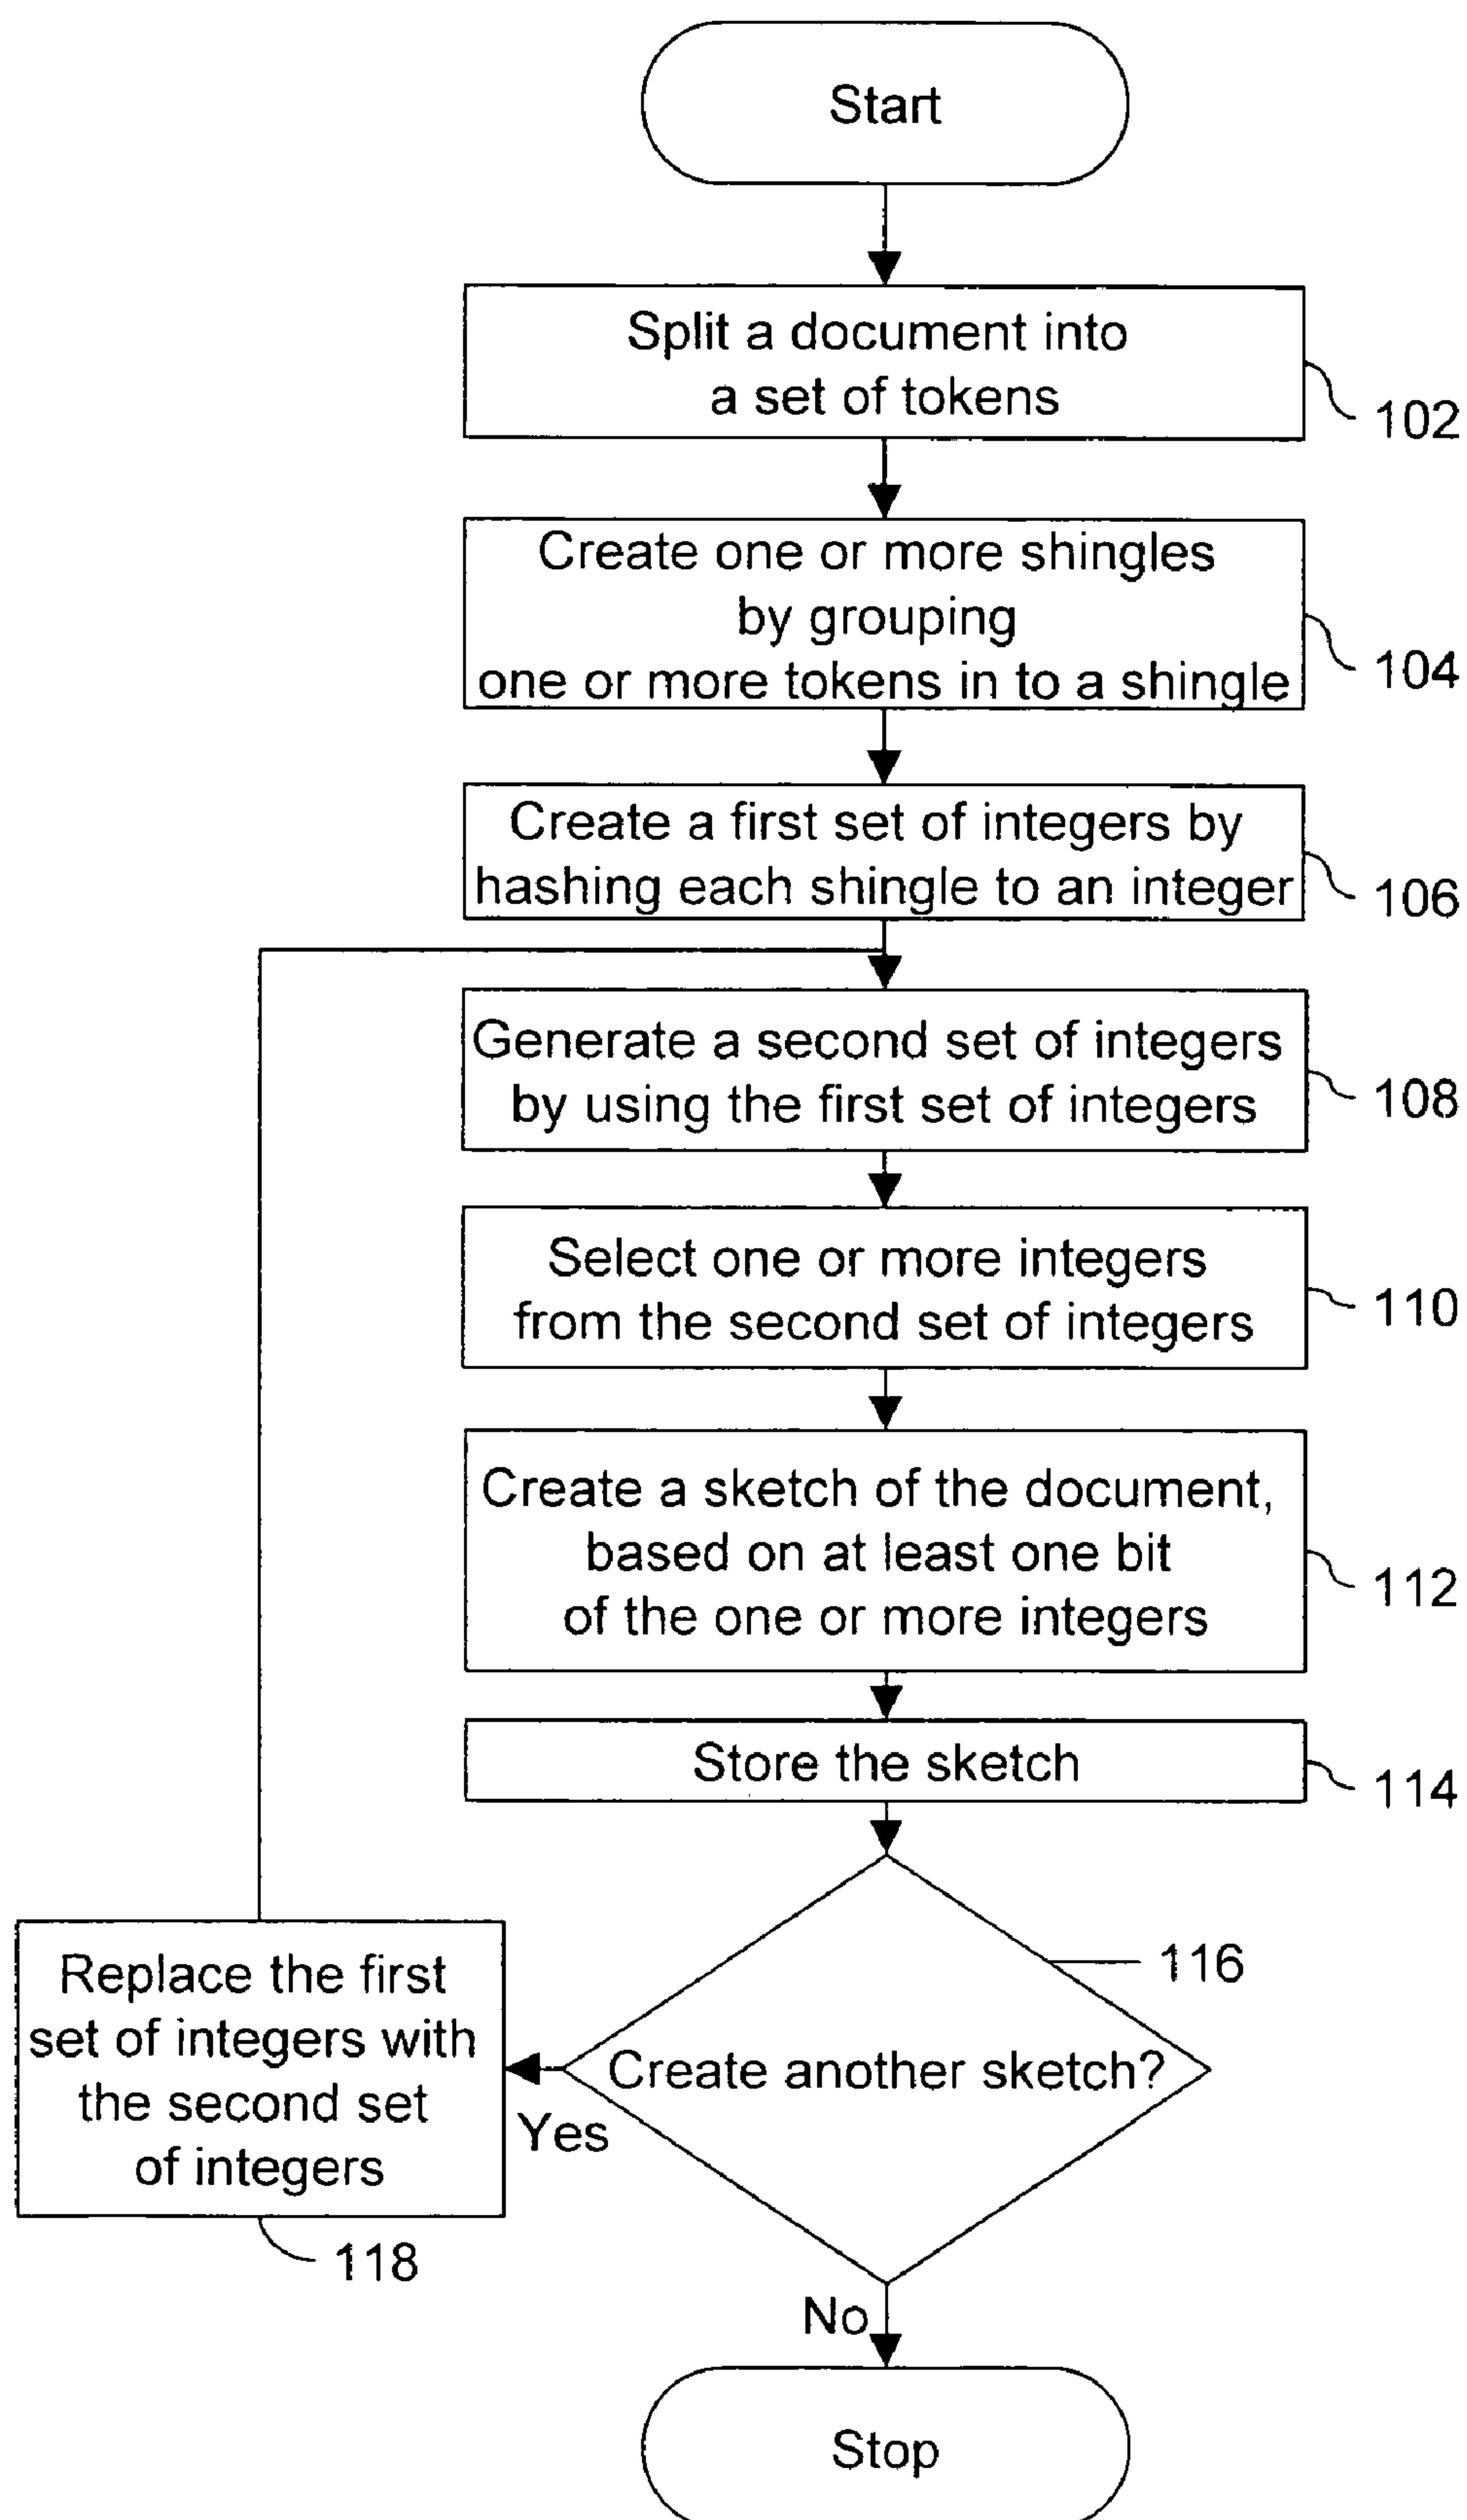 Start
Split a document into
a set of tokens
102
Create one or more shingles
by grouping
one or more tokens in to a shingle
104
Create a first set of integers by
hashing each shingle to an integer
106
Generate a second set of integers
by using the first set of integers
108
Select one or more integers
from the second set of integers
110
Create a sketch of the document,
based on at least one bit
of the one or more integers
112
Store the sketch
114
116
Create another sketch?
Yes
Replace the first
set of integers with
the second set
of integers
118
No
Stop